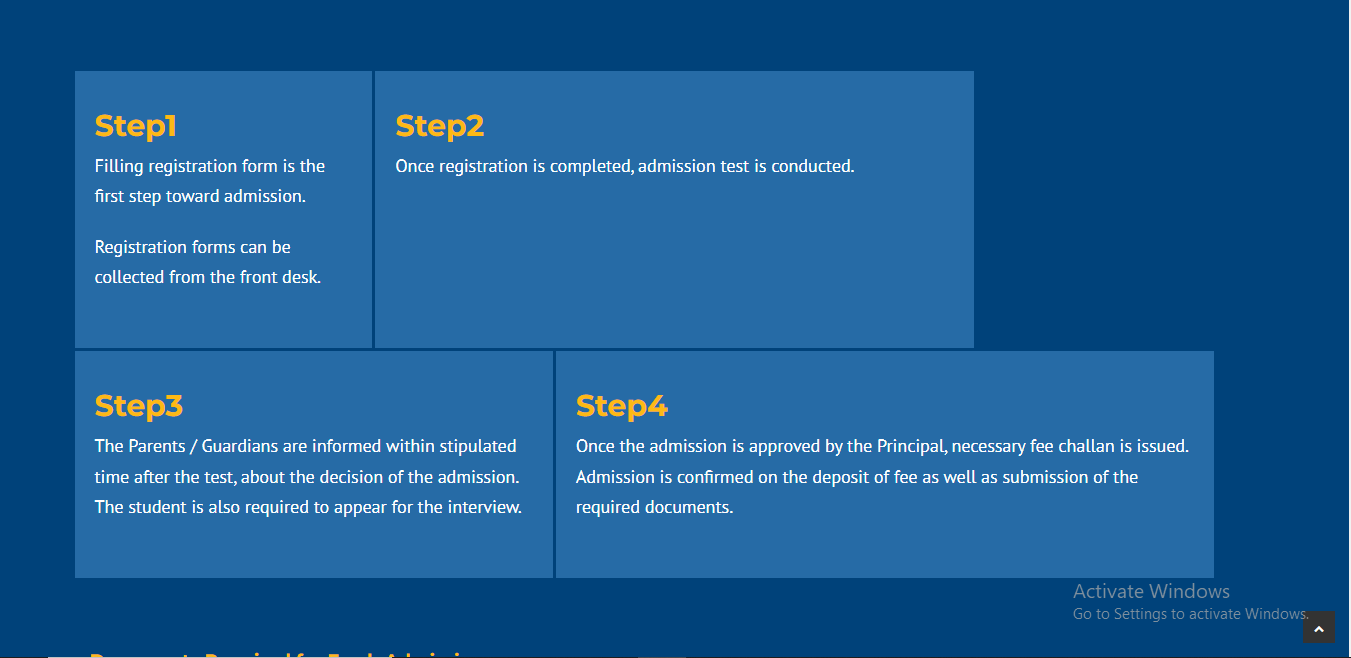 Step1
Filling registration form is the
first step toward admission.
Registration forms can be
collected from the front desk.
Step2
Once registration is completed, admission test is conducted.
Step3
The Parents / Guardians are informed within stipulated
time after the test, about the decision of the admission.
The student is also required to appear for the interview.
Step4
Once the admission is approved by the Principal, necessary fee challan is issued.
Admission is confirmed on the deposit of fee as well as submission of the
required documents.
Activate Windows
Go to Settings to activate Windows.